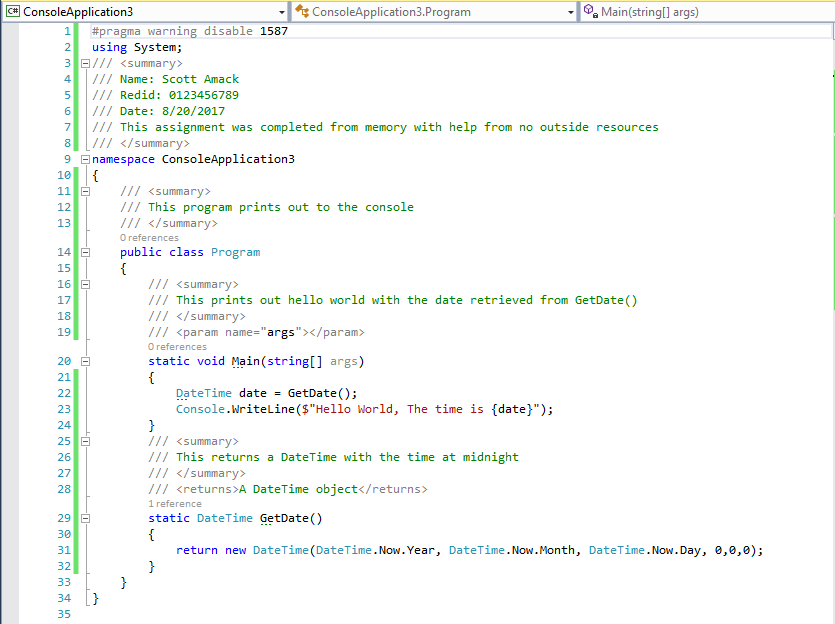 C# ConsoleApplication3 ConsoleApplication3.Program Main(string[] args)
1 #pragma warning disable 1587
2 using System;
3 /// <summary>
4 /// Name: Scott Amack
5 /// Redid: 0123456789
6 /// Date: 8/20/2017
7 /// This assignment was completed from memory with help from no outside resources
8 /// </summary>
9 namespace ConsoleApplication3
10 {
11     /// <summary>
12     /// This program prints out to the console
13     /// </summary>
    0 references
14     public class Program
15     {
16         /// <summary>
17         /// This prints out hello world with the date retrieved from GetDate()
18         /// </summary>
19         /// <param name="args"></param>
        0 references
20         static void Main(string[] args)
21         {
22             DateTime date = GetDate();
23             Console.WriteLine($"Hello World, The time is {date}");
24         }
25         /// <summary>
26         /// This returns a DateTime with the time at midnight
27         /// </summary>
28         /// <returns>A DateTime object</returns>
        1 reference
29         static DateTime GetDate()
30         {
31             return new DateTime(DateTime.Now.Year, DateTime.Now.Month, DateTime.Now.Day, 0,0,0);
32         }
33     }
34 }
35